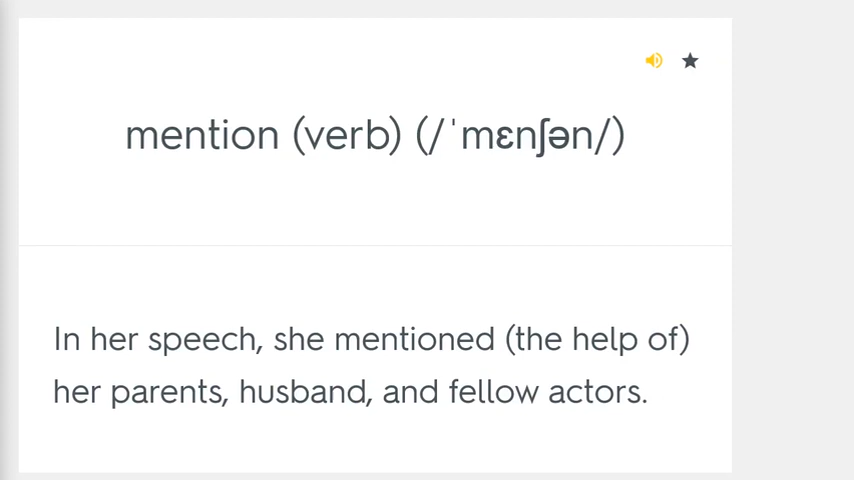 mention (verb) (/ˈmɛnʃən/)
In her speech, she mentioned (the help of)
her parents, husband, and fellow actors.